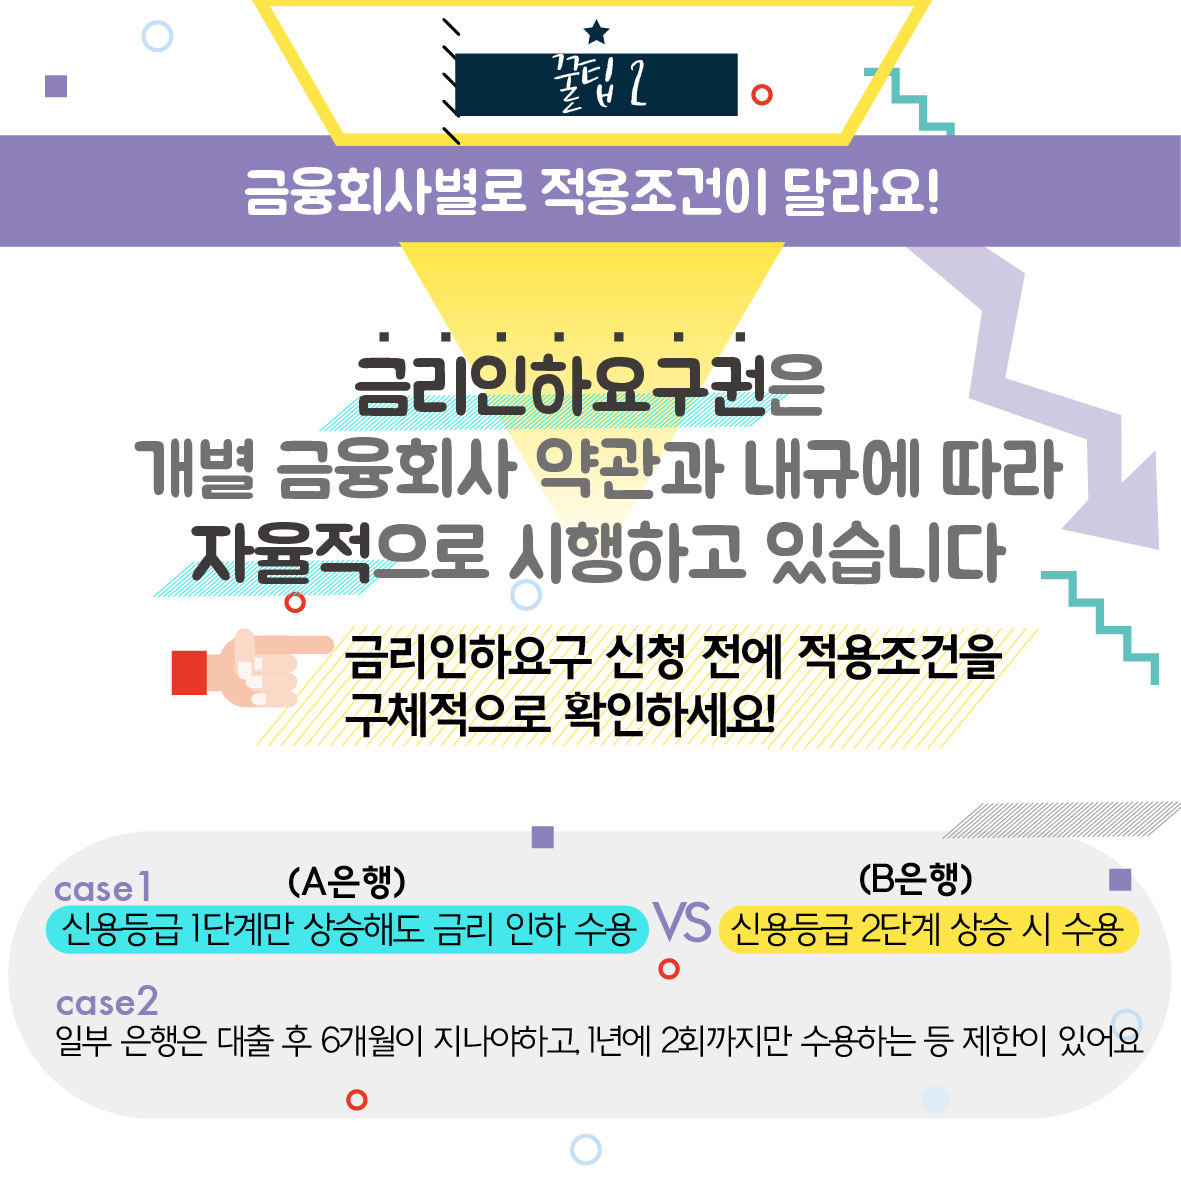 꿀팁 2
금융회사별로 적용조건이 달라요!
금리인하요구권은
개별 금융회사 약관과 내규에 따라
자율적으로 시행하고 있습니다
금리인하요구 신청 전에 적용조건을
구체적으로 확인하세요!
case1
(A은행)
(B은행)
신용등급 1단계만 상승해도 금리 인하 수용
VS
신용등급 2단계 상승 시 수용
case2
일부 은행은 대출 후 6개월이 지나야하고, 1년에 2회까지만 수용하는 등 제한이 있어요